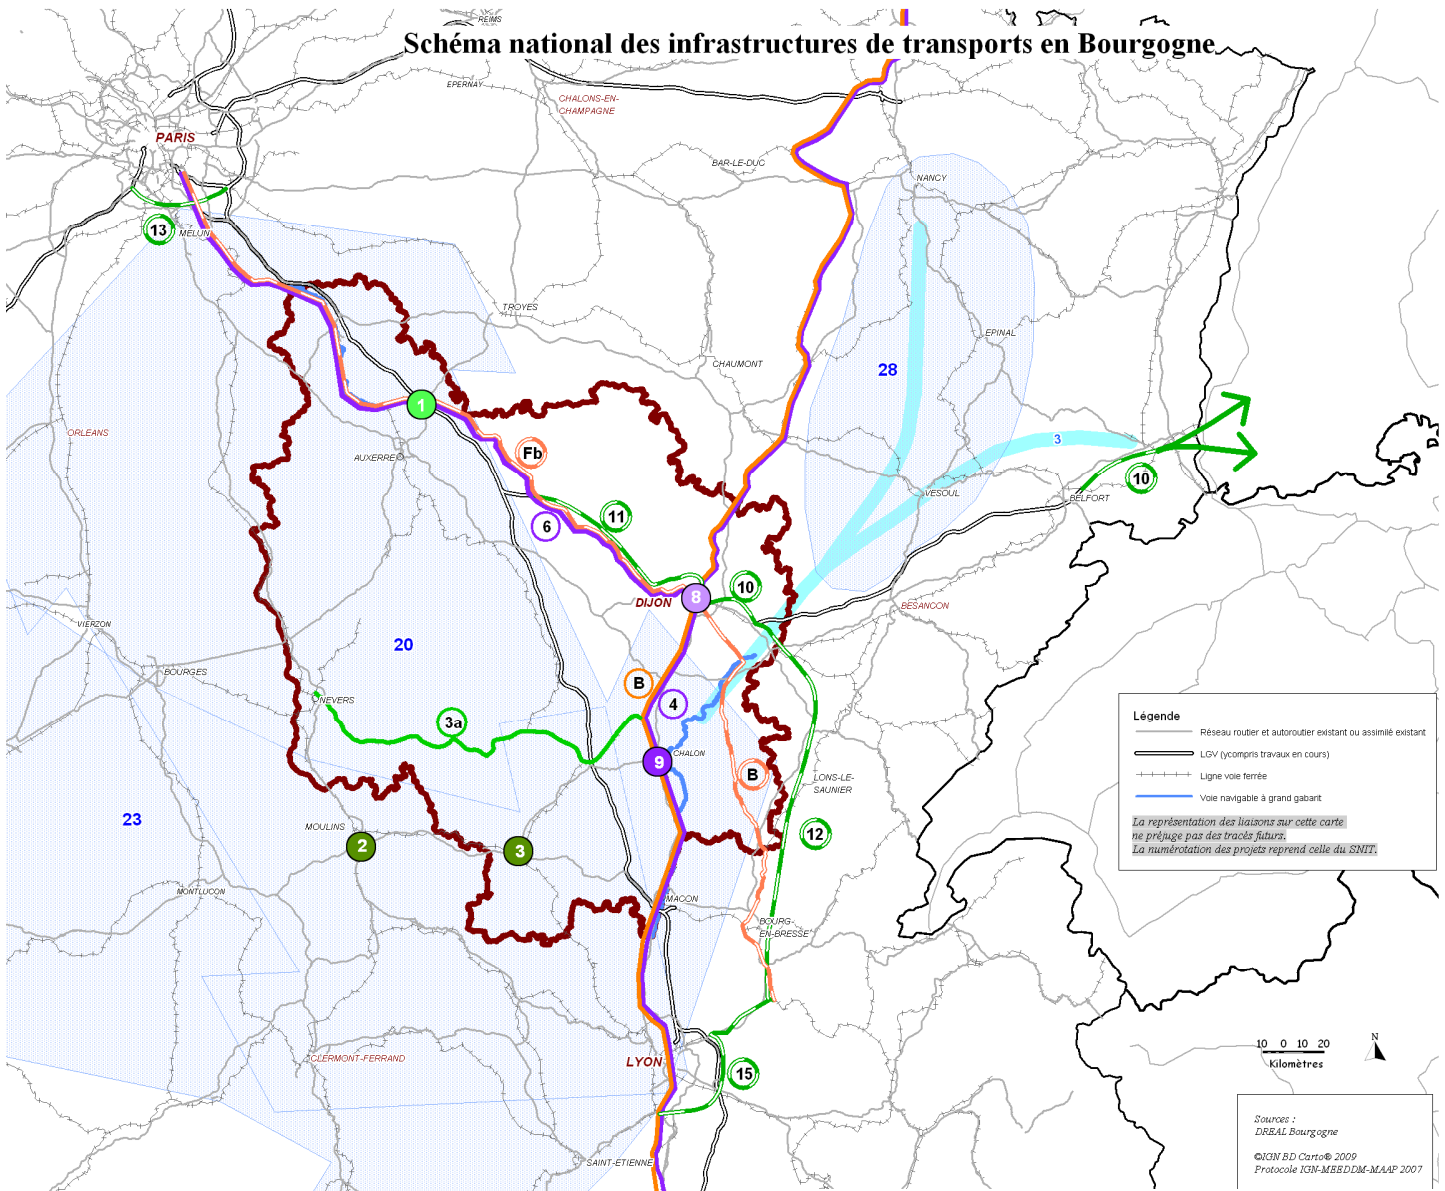 REIMS
Schéma national des infrastructures de transports en Bourgogne
EPERNAY
CHALONS-EN-
CHAMPAGNE
PARIS
BAR-LE-DUC
NANCY
13
MELUN
TROYES
EPINAL
CHAUMONT
28
1
ORLEANS
3
AUXERRE
Fb
10
VESOUL
BELFORT
6
11
10
8
DIJON
BESANCON
VIERZON
20
BOURGES
NEVERS
B
4
3a
CHALON
9
B
LONS-LE-
SAUNIER
23
MOULINS
12
2
3
MONTLUCON
MACON
BOURG-
EN-BRESSE
CLERMONT-FERRAND
LYON
15
SAINT-ETIENNE
Légende
Réseau routier et autoroutier existant ou assimilé existant
LGV (ycompris travaux en cours)
Ligne voie ferrée
Voie navigable à grand gabarit
La représentation des liaisons sur cette carte
ne préjuge pas des tracés futurs.
La numérotation des projets reprend celle du SNIT.
10 0 10 20
Kilomètres
N
Sources :
DREAL Bourgogne
©IGN BD Carto® 2009
Protocole IGN-MEEDDM-MAAP 2007